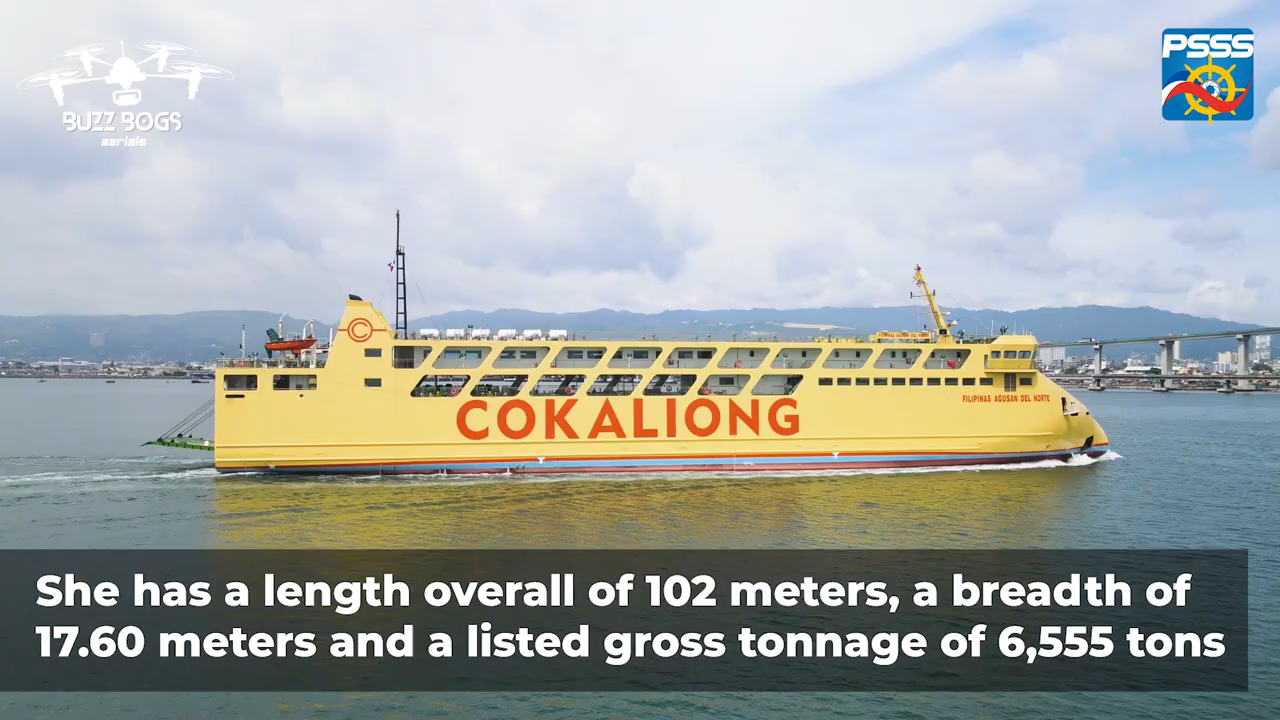 BUZZ BOGS
aerials
PSSS
COKALIONG
FILIPINAS AGUSAN DEL NORTE
She has a length overall of 102 meters, a breadth of
17.60 meters and a listed gross tonnage of 6,555 tons